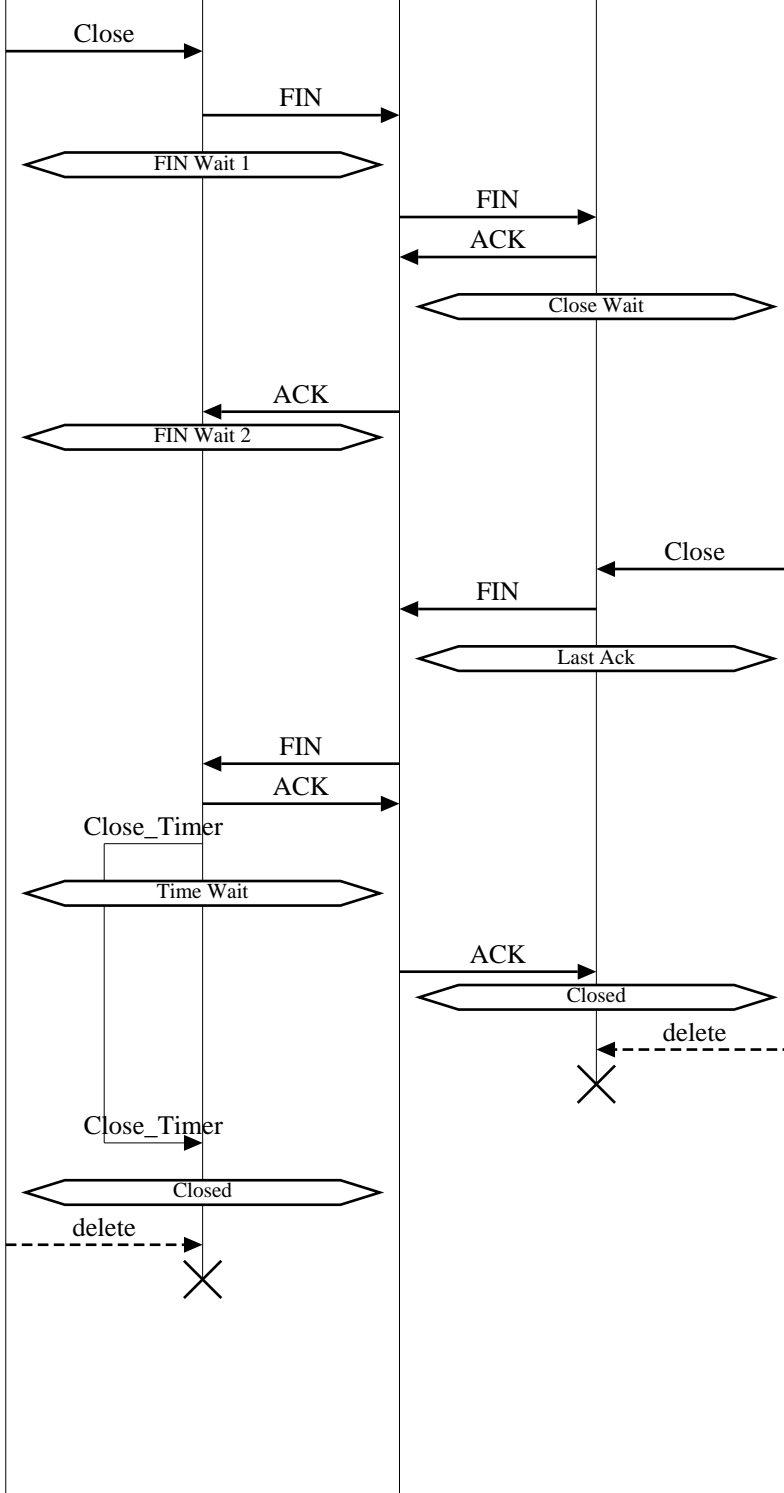 Close
FIN
FIN Wait 1
FIN
ACK
Close Wait
ACK
FIN Wait 2
Close
FIN
Last Ack
FIN
ACK
Close_Timer
Time Wait
ACK
Closed
delete
Close_Timer
Closed
delete